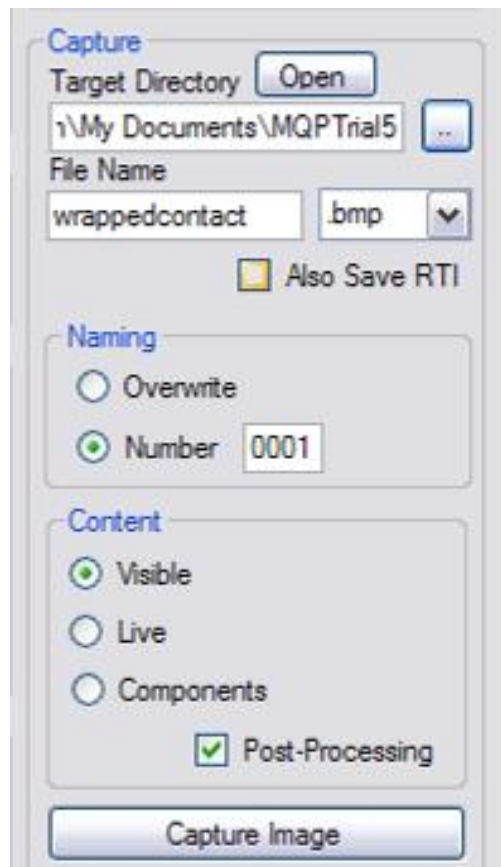 Capture
Target Directory Open
\My Documents\MQPTrial5 ..
File Name
wrappedcontact .bmp
Also Save RTI
Naming
Overwrite
Number 0001
Content
Visible
Live
Components
Post-Processing
Capture Image